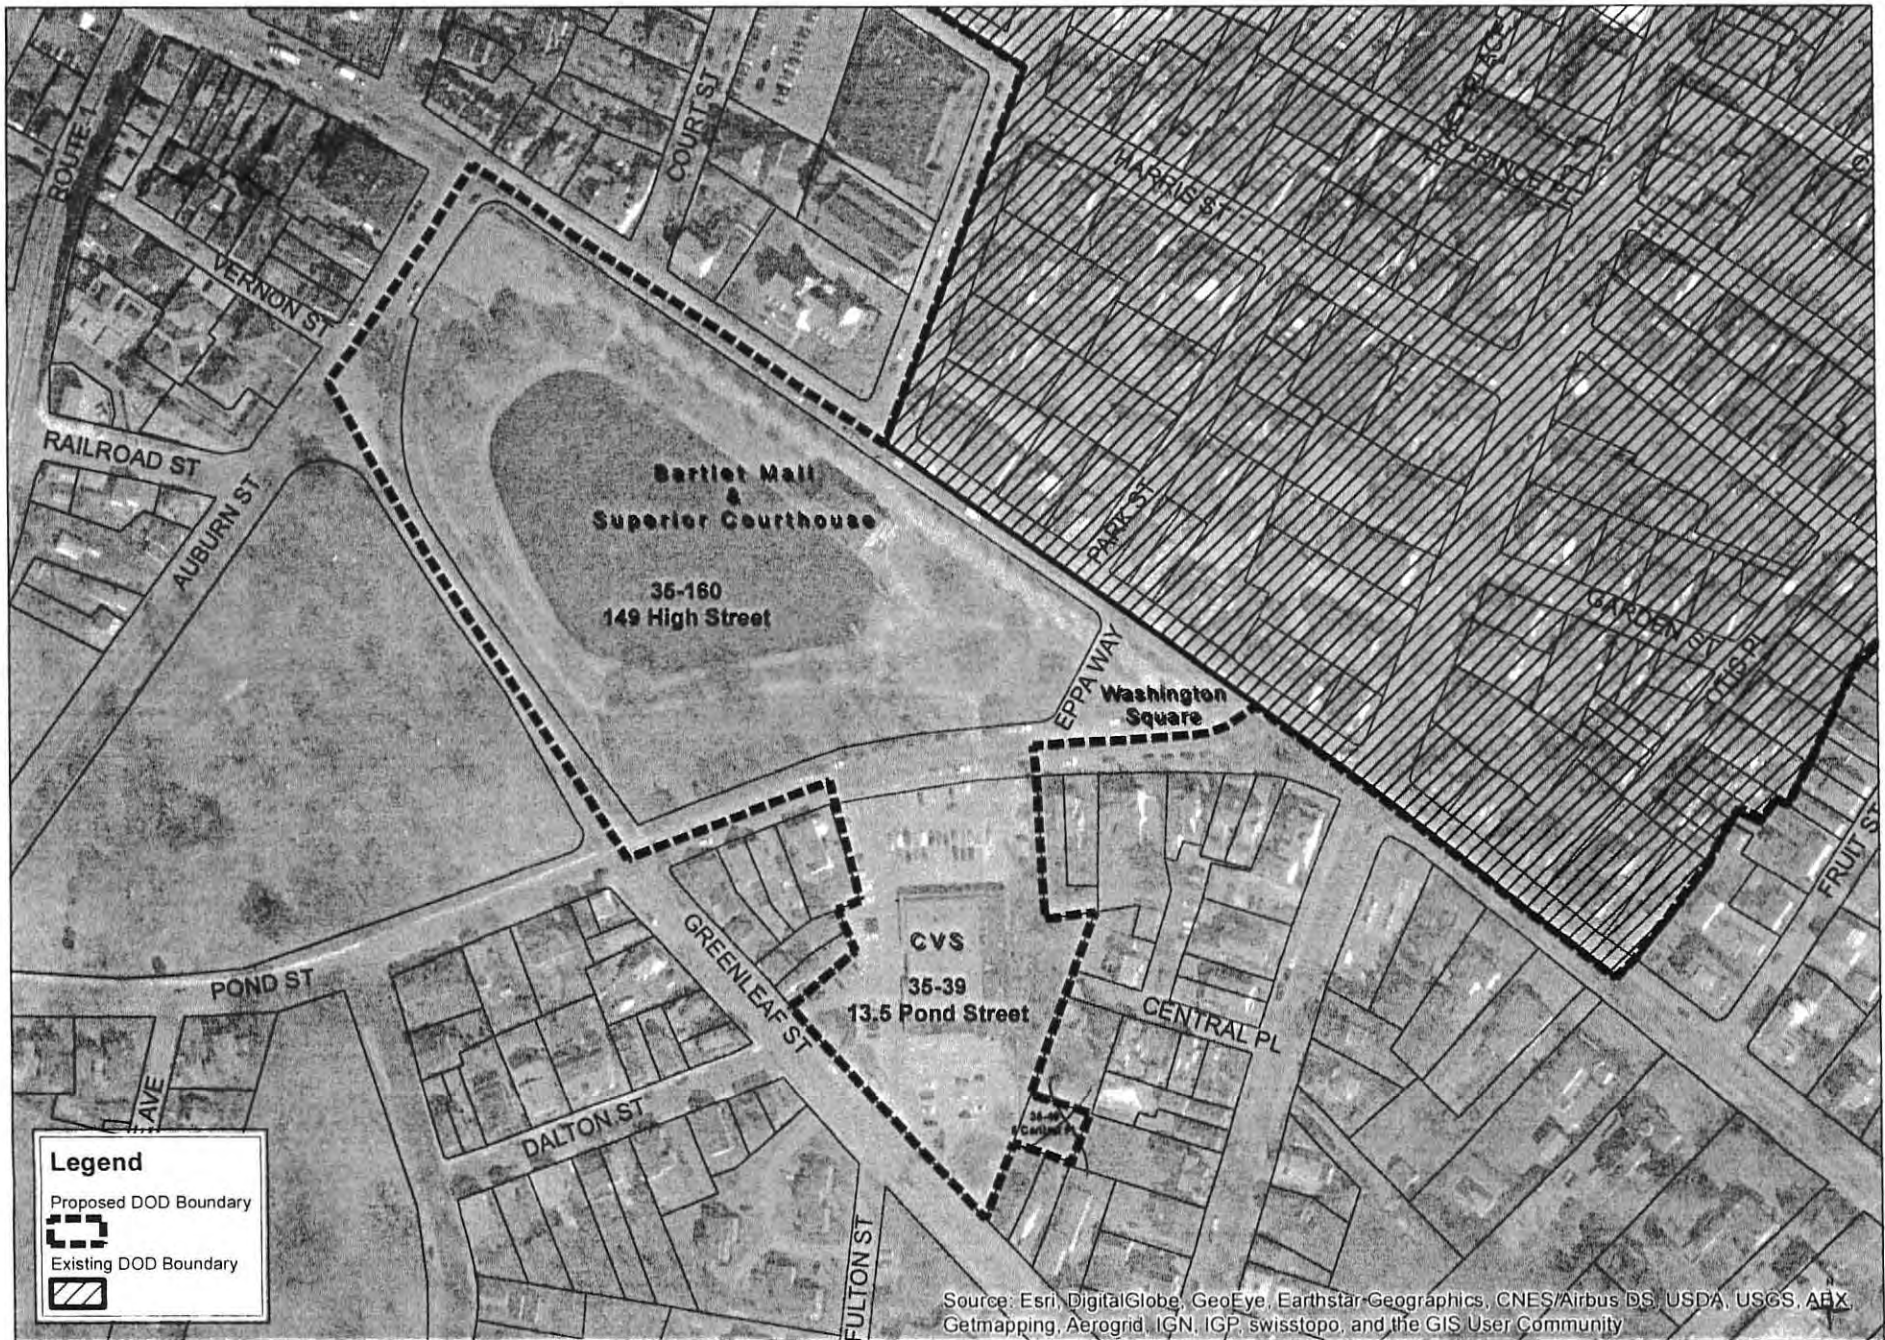 ROUTE 1
COURT ST
HARRIS ST
PRINCE PL
VERNON ST
RAILROAD ST
AUBURN ST
Bartlet Mall
&
Superior Courthouse
35-160
149 High Street
PARK ST
GARDEN ST
OTIS PL
EPPA WAY
Washington
Square
FRUIT ST
POND ST
GREENLEAF ST
CVS
35-39
13.5 Pond Street
CENTRAL PL
DALTON ST
FULTON ST
AVE
Legend
Proposed DOD Boundary
Existing DOD Boundary
Source: Esri, DigitalGlobe, GeoEye, Earthstar Geographics, CNES/Airbus DS, USDA, USGS, AEX,
Getmapping, Aerogrid, IGN, IGP, swisstopo, and the GIS User Community